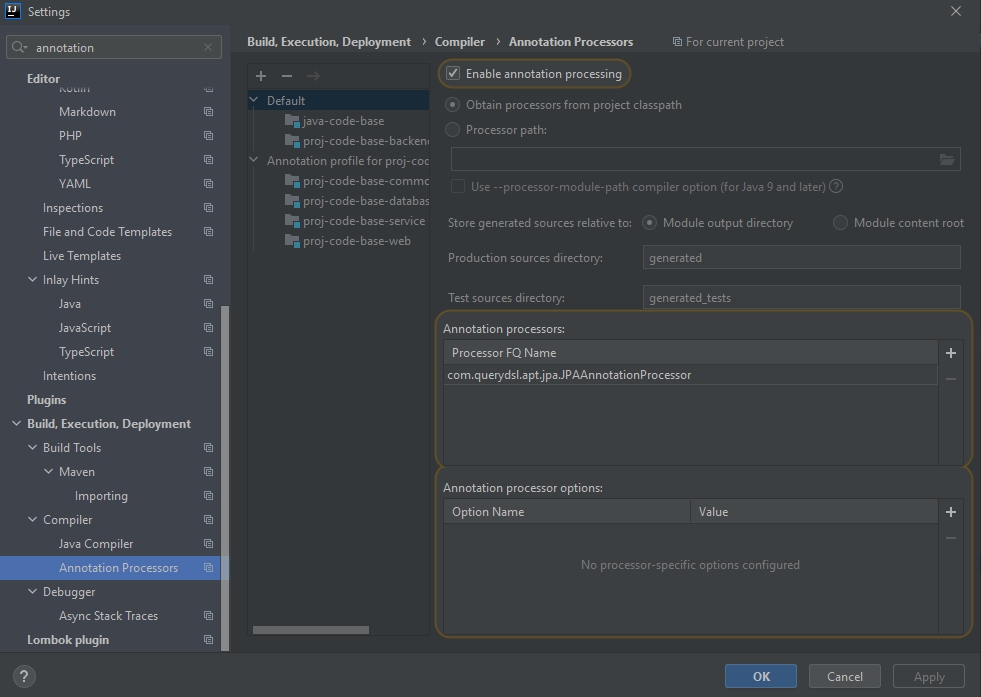 Settings
annotation
Editor
Kotlin
Markdown
PHP
TypeScript
YAML
Inspections
File and Code Templates
Live Templates
Inlay Hints
Java
JavaScript
TypeScript
Intentions
Plugins
Build, Execution, Deployment
Build Tools
Maven
Importing
Compiler
Java Compiler
Annotation Processors
Debugger
Async Stack Traces
Lombok plugin
Build, Execution, Deployment › Compiler › Annotation Processors For current project
Default
java-code-base
proj-code-base-backen
Annotation profile for proj-cod
proj-code-base-commo
proj-code-base-databas
proj-code-base-service
proj-code-base-web
Enable annotation processing
Obtain processors from project classpath
Processor path:
Use --processor-module-path compiler option (for Java 9 and later) ?
Store generated sources relative to: Module output directory Module content root
Production sources directory: generated
Test sources directory: generated_tests
Annotation processors:
Processor FQ Name
com.querydsl.apt.jpa.JPAAnnotationProcessor
Annotation processor options:
Option Name Value
No processor-specific options configured
? OK Cancel Apply